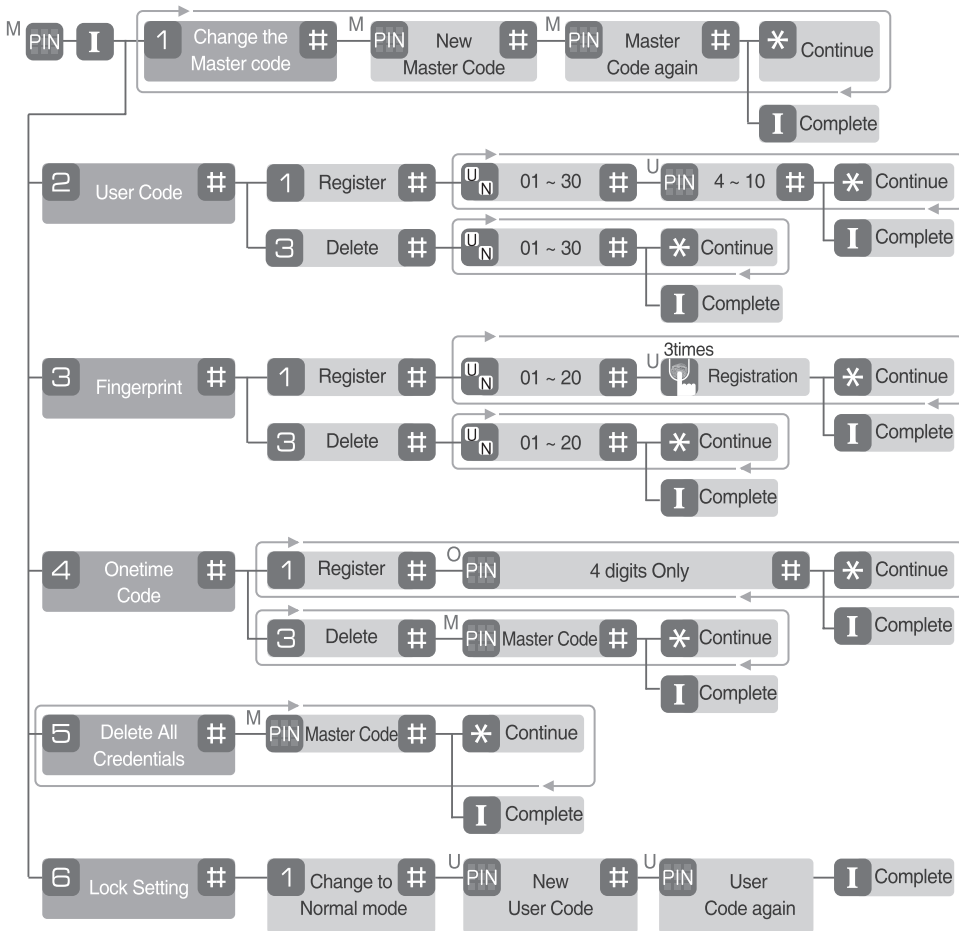 M PIN I 1 Change the Master code # M PIN New Master Code # M PIN Master Code again # * Continue
I Complete
2 User Code # 1 Register # UN 01 ~ 30 # U PIN 4 ~ 10 # * Continue
I Complete
3 Delete # UN 01 ~ 30 # * Continue
I Complete
3 Fingerprint # 1 Register # UN 01 ~ 20 # U 3times Registration * Continue
I Complete
3 Delete # UN 01 ~ 20 # * Continue
I Complete
4 Onetime Code # 1 Register # O PIN 4 digits Only # * Continue
I Complete
3 Delete # M PIN Master Code # * Continue
I Complete
5 Delete All Credentials # M PIN Master Code # * Continue
I Complete
6 Lock Setting # 1 Change to Normal mode # U PIN New User Code # U PIN User Code again I Complete